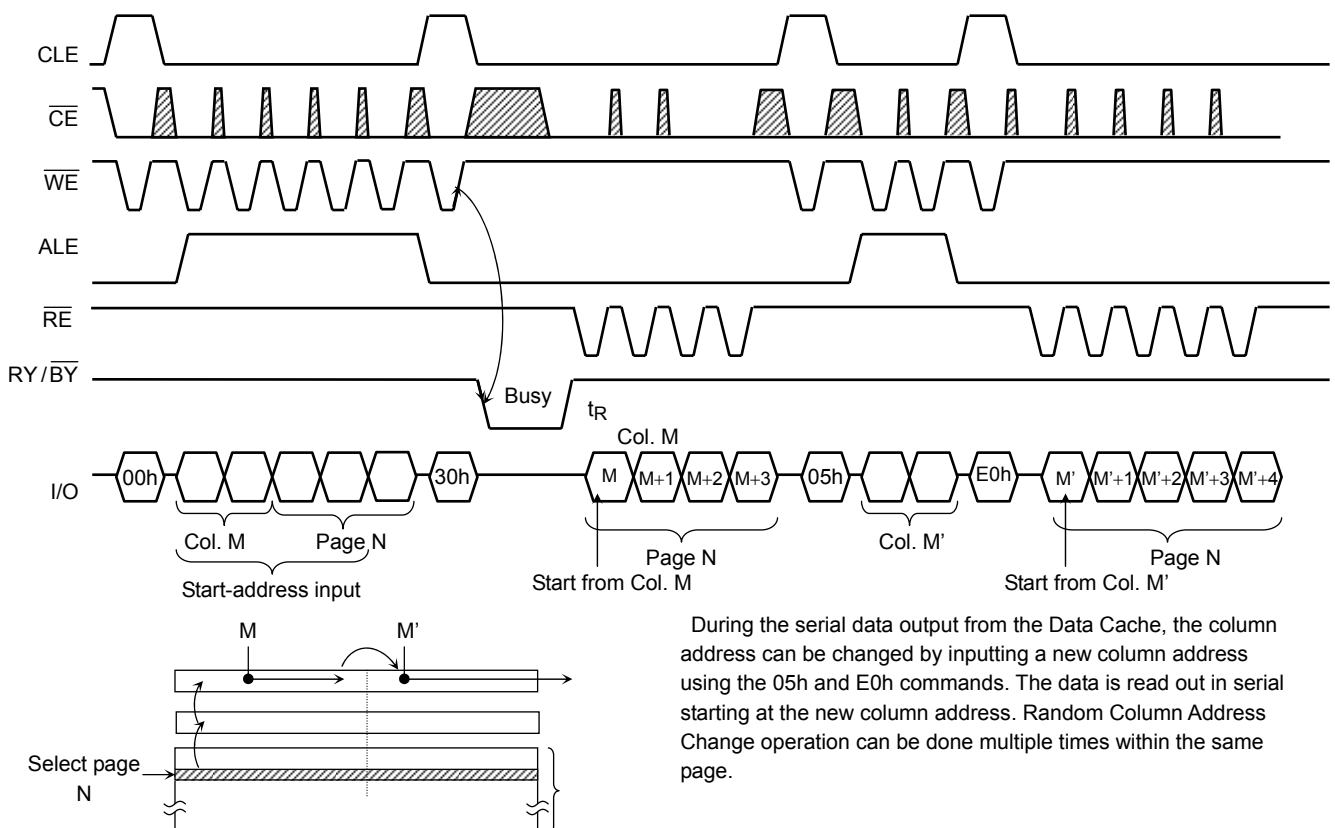 CLE
CE
WE
ALE
RE
RY/BY
Busy
tR
Col. M
I/O
00h
30h
M
M+1
M+2
M+3
05h
E0h
M'
M'+1
M'+2
M'+3
M'+4
Col. M
Page N
Page N
Col. M'
Page N
Start-address input
Start from Col. M
Start from Col. M'
M
M'
Select page
N
During the serial data output from the Data Cache, the column
address can be changed by inputting a new column address
using the 05h and E0h commands. The data is read out in serial
starting at the new column address. Random Column Address
Change operation can be done multiple times within the same
page.